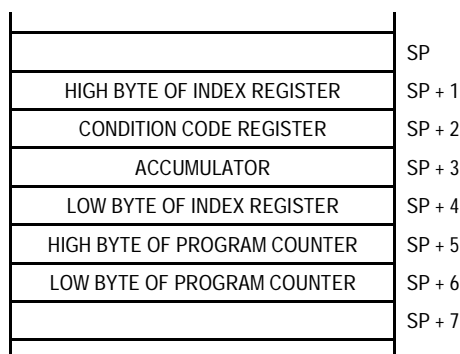 SP
HIGH BYTE OF INDEX REGISTER SP + 1
CONDITION CODE REGISTER SP + 2
ACCUMULATOR SP + 3
LOW BYTE OF INDEX REGISTER SP + 4
HIGH BYTE OF PROGRAM COUNTER SP + 5
LOW BYTE OF PROGRAM COUNTER SP + 6
SP + 7